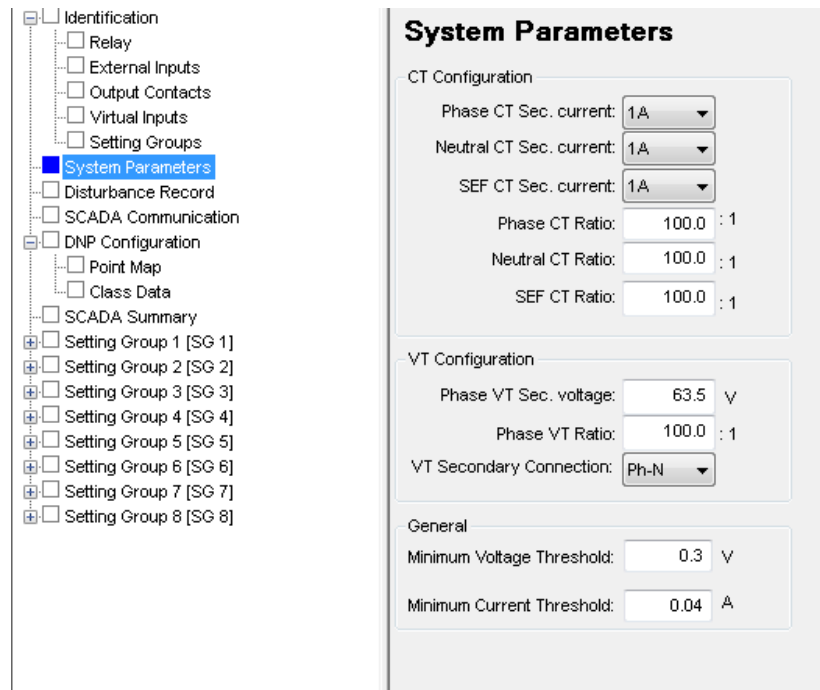 Identification
Relay
External Inputs
Output Contacts
Virtual Inputs
Setting Groups
System Parameters
Disturbance Record
SCADA Communication
DNP Configuration
Point Map
Class Data
SCADA Summary
Setting Group 1 [SG 1]
Setting Group 2 [SG 2]
Setting Group 3 [SG 3]
Setting Group 4 [SG 4]
Setting Group 5 [SG 5]
Setting Group 6 [SG 6]
Setting Group 7 [SG 7]
Setting Group 8 [SG 8]
System Parameters
CT Configuration
Phase CT Sec. current: 1A
Neutral CT Sec. current: 1A
SEF CT Sec. current: 1A
Phase CT Ratio: 100.0 : 1
Neutral CT Ratio: 100.0 : 1
SEF CT Ratio: 100.0 : 1
VT Configuration
Phase VT Sec. voltage: 63.5 V
Phase VT Ratio: 100.0 : 1
VT Secondary Connection: Ph-N
General
Minimum Voltage Threshold: 0.3 V
Minimum Current Threshold: 0.04 A